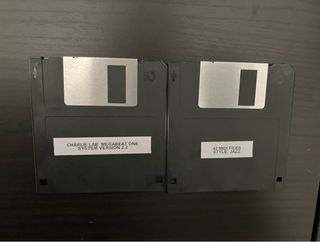 CHARLIE LAB: MEGABEAT ONE
SYSTEM VERSION 2.3
42 MIDI FILES
STYLE: JAZZ